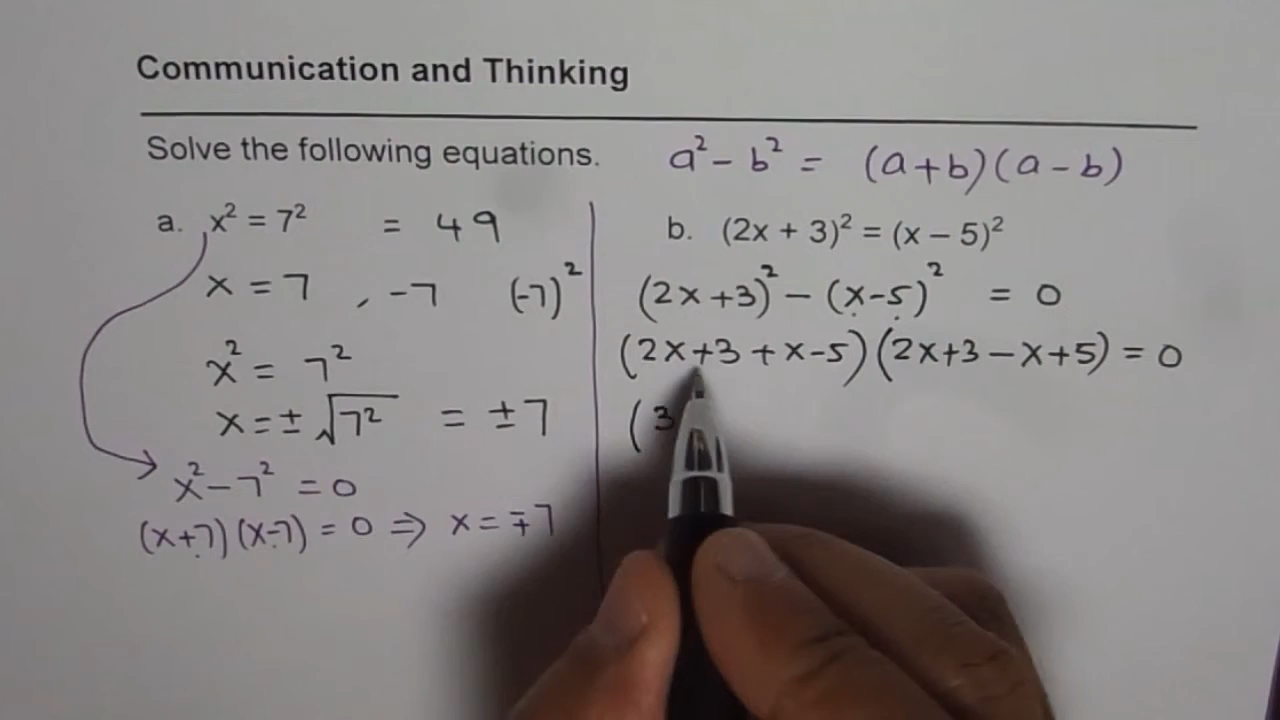 Communication and Thinking
Solve the following equations.
a² - b² = (a + b)(a - b)
a. x² = 7² = 49
x = 7 , -7 (-7)²
x² = 7²
x = ± √7² = ± 7
x² - 7² = 0
(x+7)(x-7) = 0 ⇒ x = ∓7
b. (2x + 3)² = (x – 5)²
(2x+3)² - (x-5)² = 0
(2x+3 + x-5)(2x+3 - x+5) = 0
(3